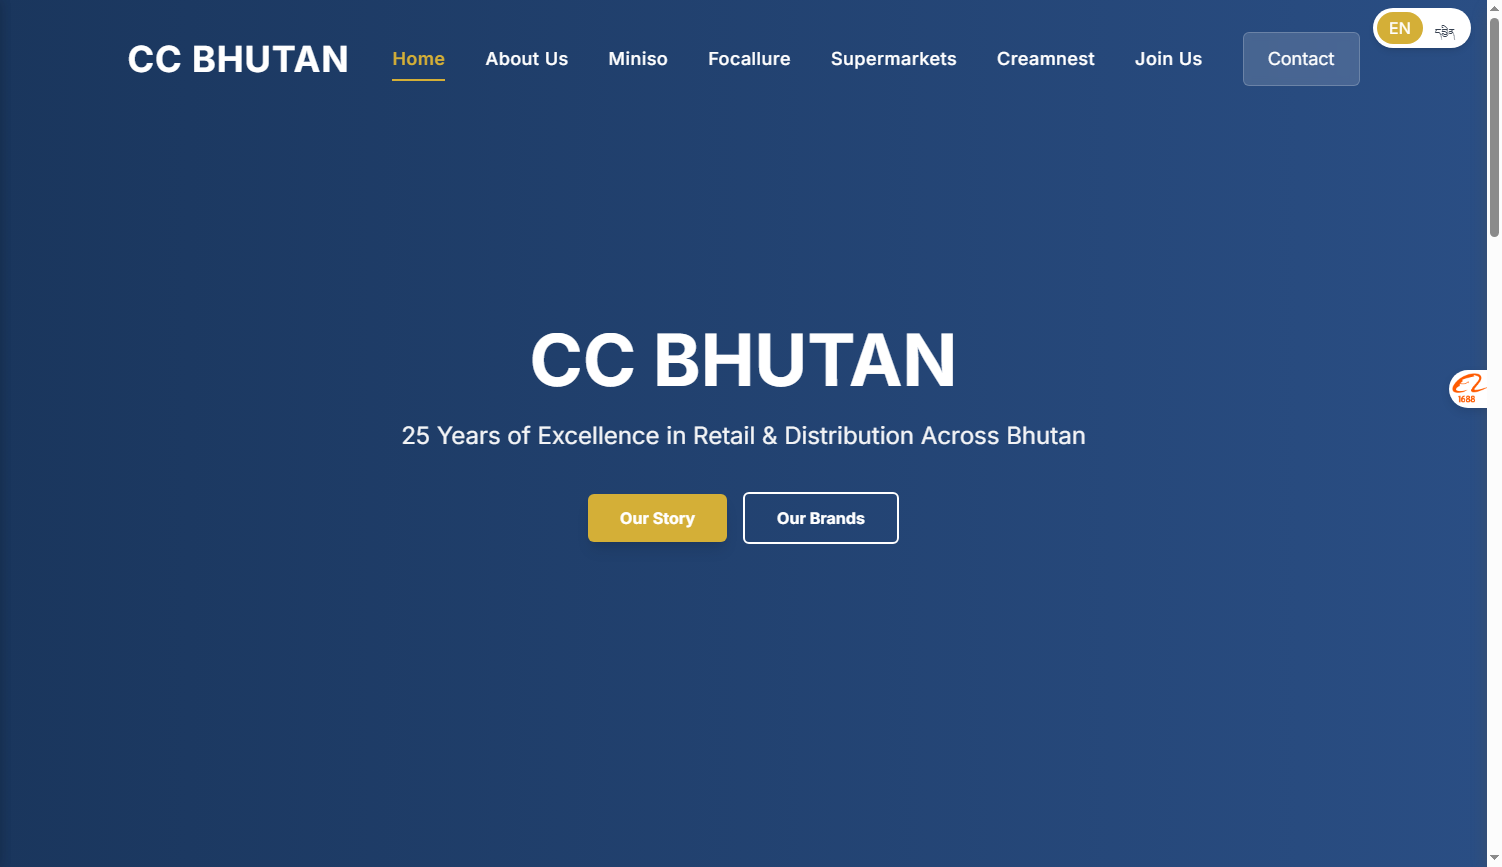 CC BHUTAN
Home
About Us
Miniso
Focallure
Supermarkets
Creamnest
Join Us
Contact
EN
CC BHUTAN
25 Years of Excellence in Retail & Distribution Across Bhutan
Our Story
Our Brands
1688